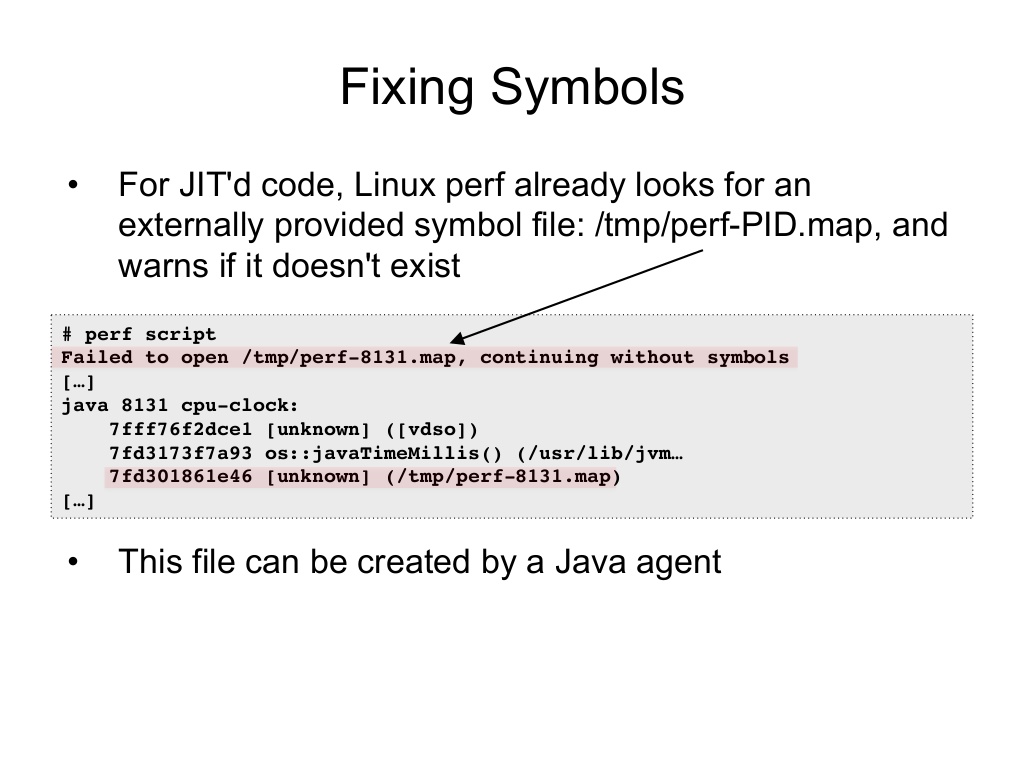 Fixing Symbols
• For JIT'd code, Linux perf already looks for an
externally provided symbol file: /tmp/perf-PID.map, and
warns if it doesn't exist
# perf script
Failed to open /tmp/perf-8131.map, continuing without symbols
[…]
java 8131 cpu-clock:
    7fff76f2dce1 [unknown] ([vdso])
    7fd3173f7a93 os::javaTimeMillis() (/usr/lib/jvm…
    7fd301861e46 [unknown] (/tmp/perf-8131.map)
[…]
• This file can be created by a Java agent